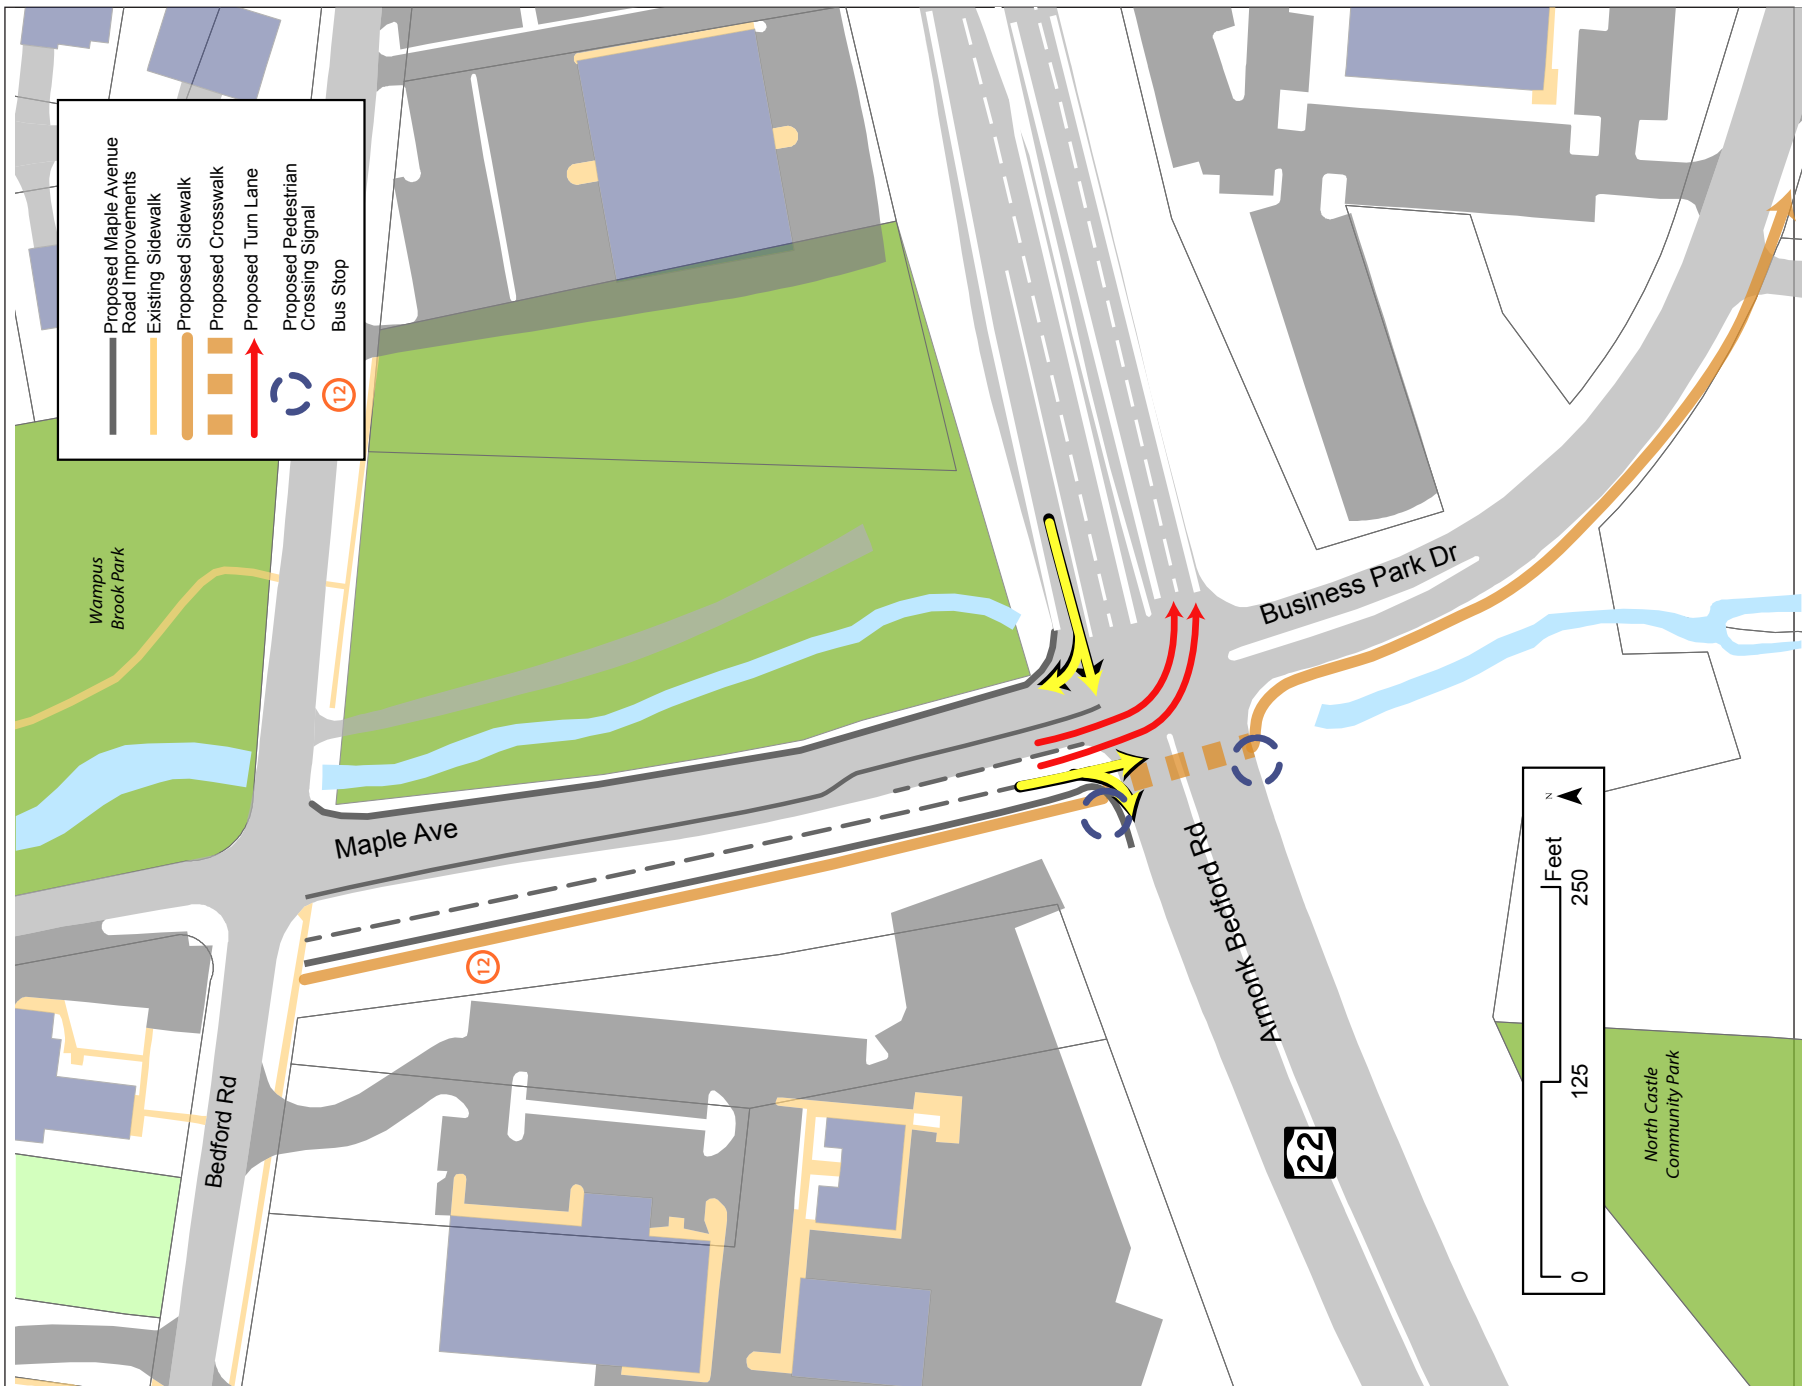 Proposed Maple Avenue
Road Improvements
Existing Sidewalk
Proposed Sidewalk
Proposed Crosswalk
Proposed Turn Lane
Proposed Pedestrian
Crossing Signal
12
Bus Stop
Wampus
Brook Park
Maple Ave
Business Park Dr
12
Bedford Rd
Armonk Bedford Rd
22
N
Feet
0
125
250
North Castle
Community Park